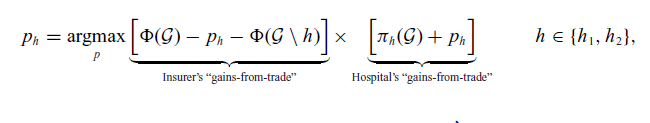 p_h = argmax_p [Φ(𝒢) − p_h − Φ(𝒢 \ h)] × [π_h(𝒢) + p_h]   h ∈ {h_1, h_2},
Insurer's “gains-from-trade”   Hospital's “gains-from-trade”